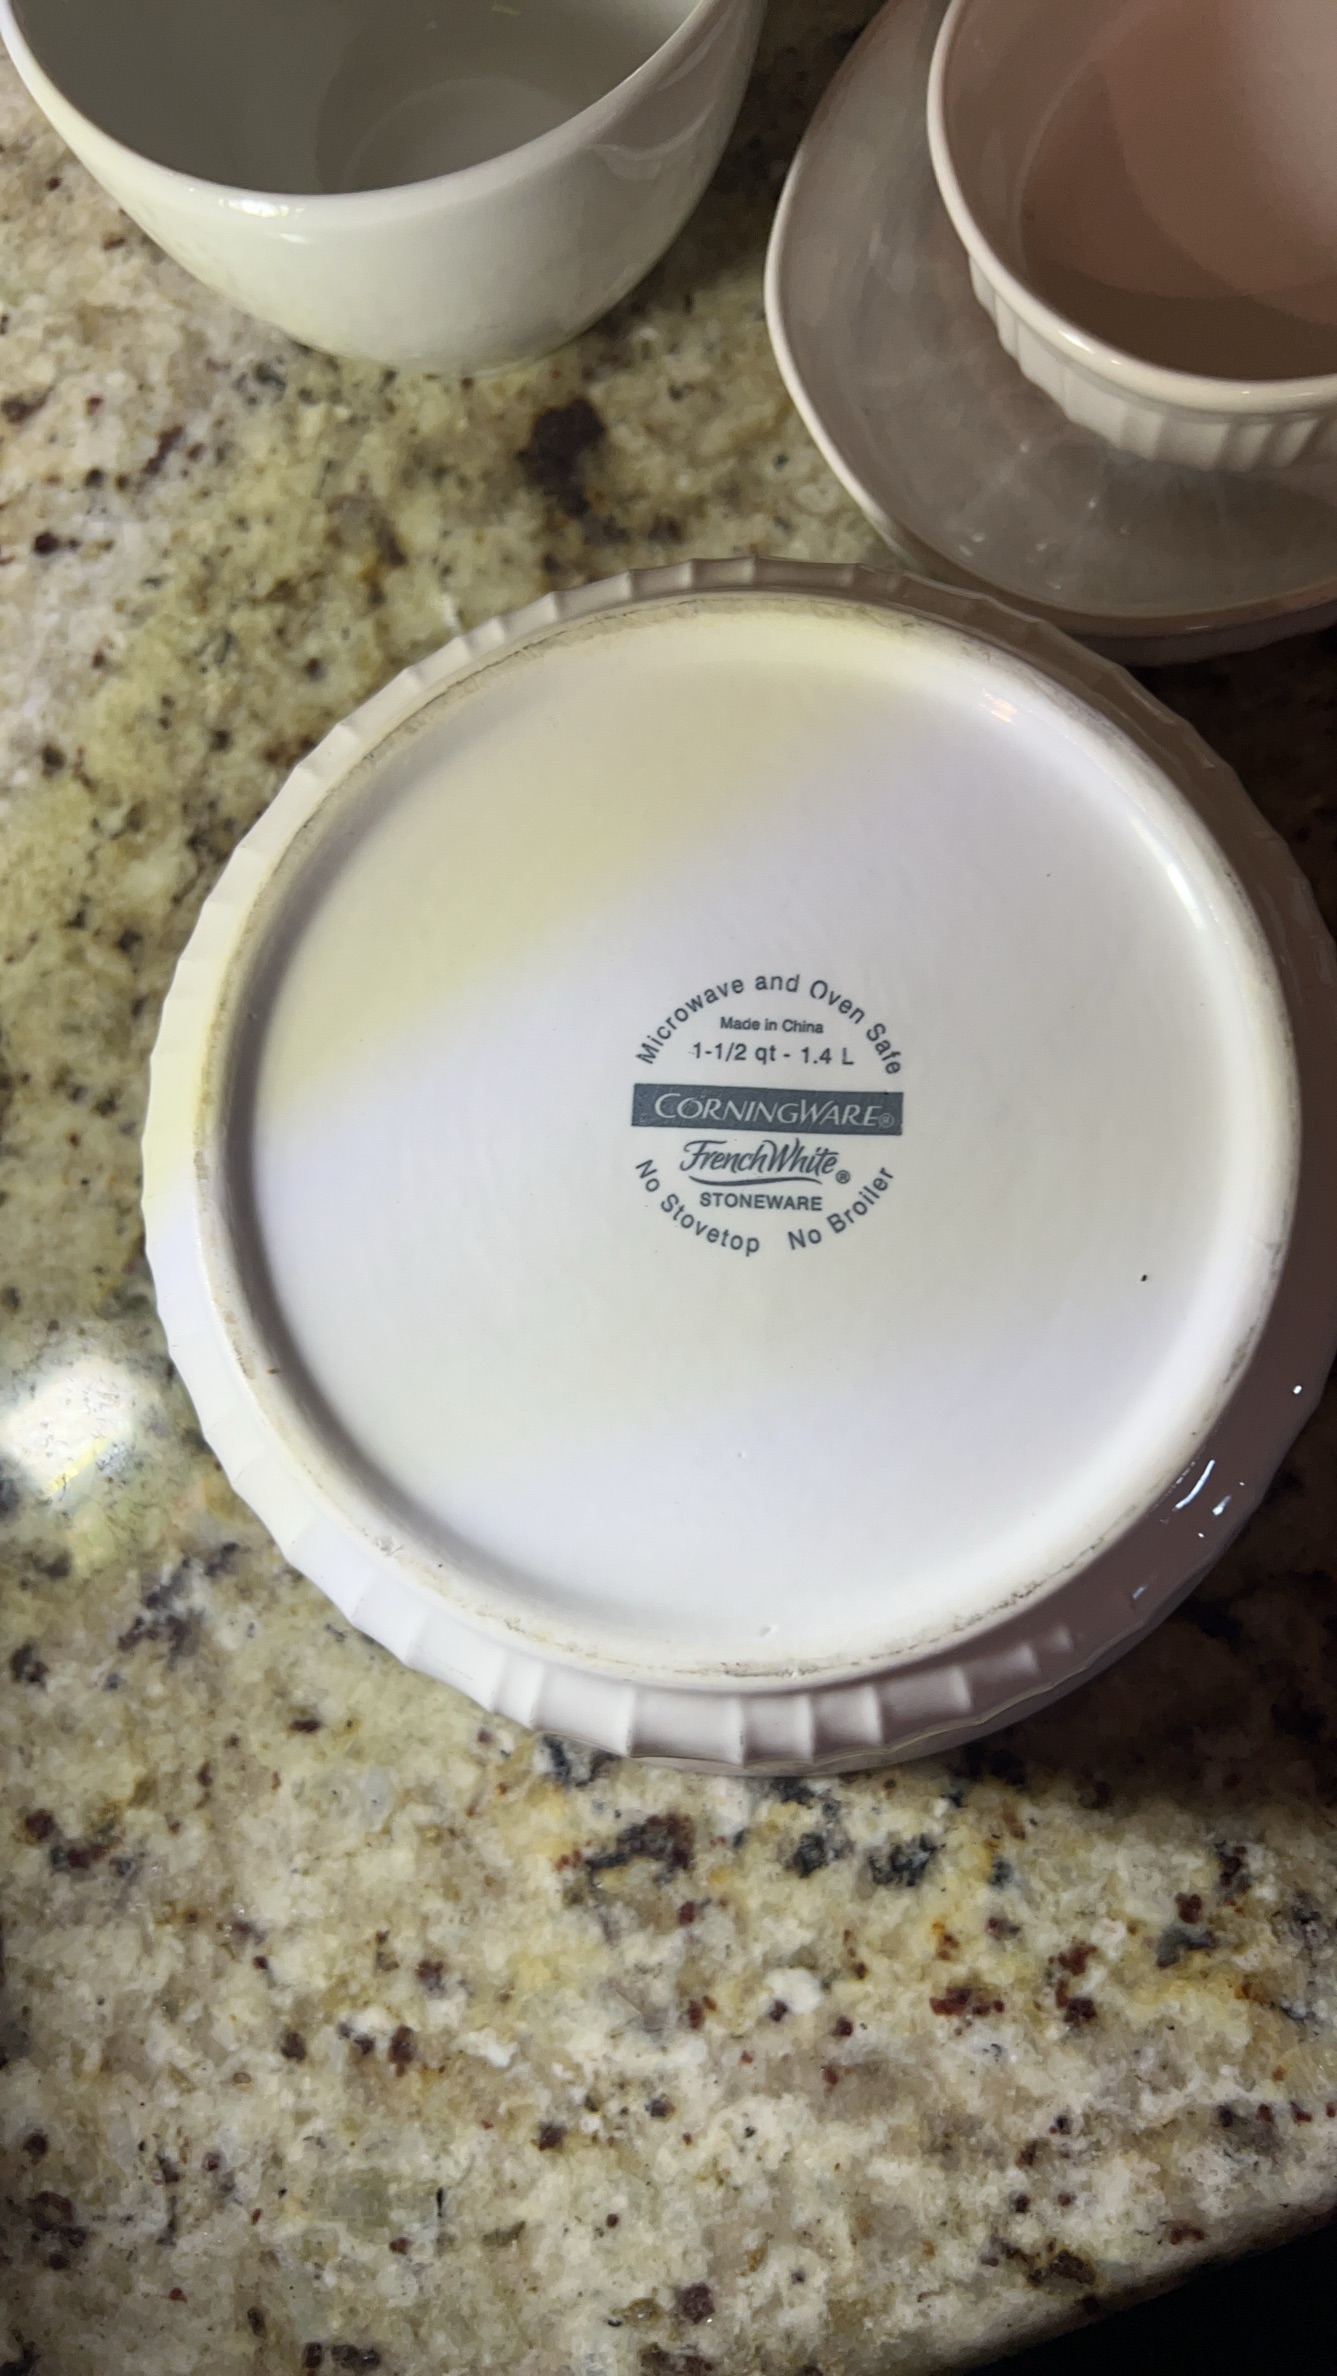 Microwave and Oven Safe
Made in China
1-1/2 qt - 1.4 L
CORNINGWARE®
French White®
STONEWARE
No Stovetop No Broiler